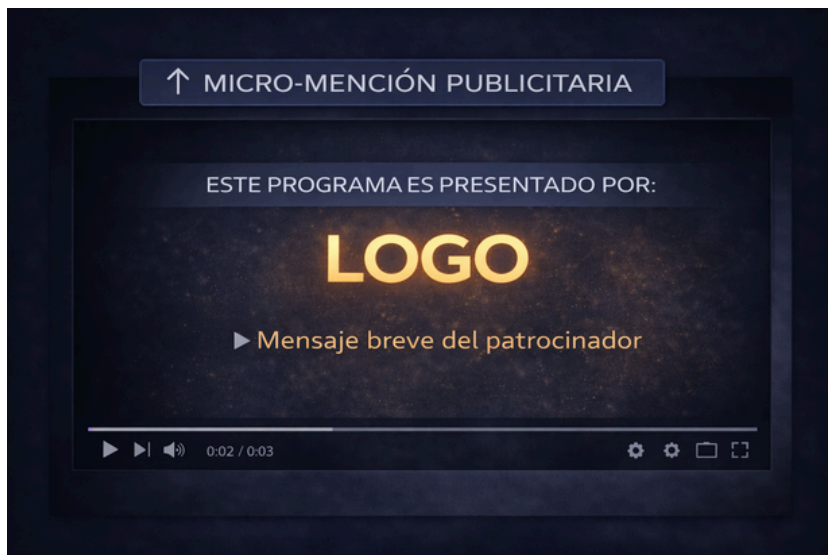 ↑ MICRO-MENCIÓN PUBLICITARIA
ESTE PROGRAMA ES PRESENTADO POR:
LOGO
▶ Mensaje breve del patrocinador
0:02 / 0:03